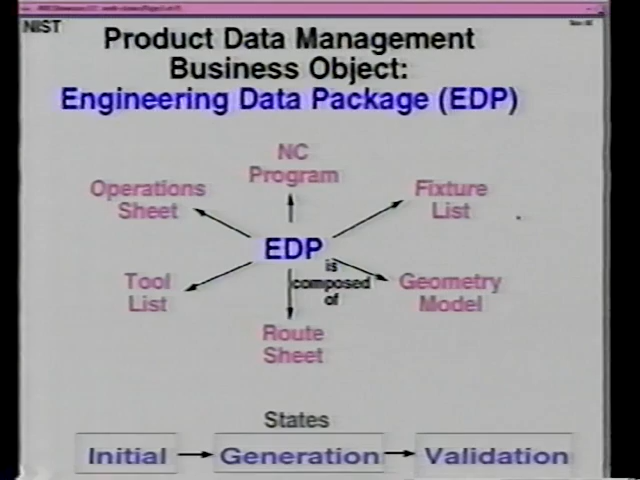 NIST
Product Data Management
Business Object:
Engineering Data Package (EDP)
NC
Program
Operations
Sheet
Fixture
List
EDP
is
composed
of
Tool
List
Geometry
Model
Route
Sheet
States
Initial
Generation
Validation